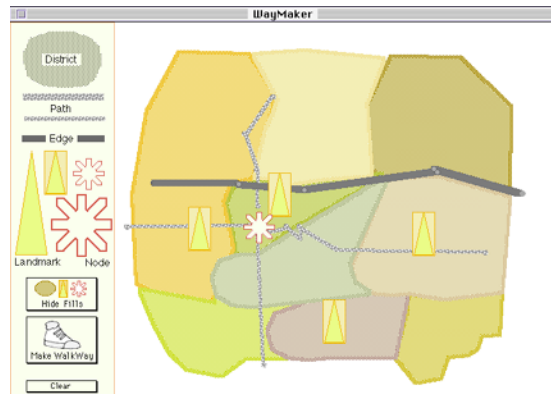 WayMaker
District
Path
Edge
Landmark
Node
Hide Fills
Make WalkWay
Clear